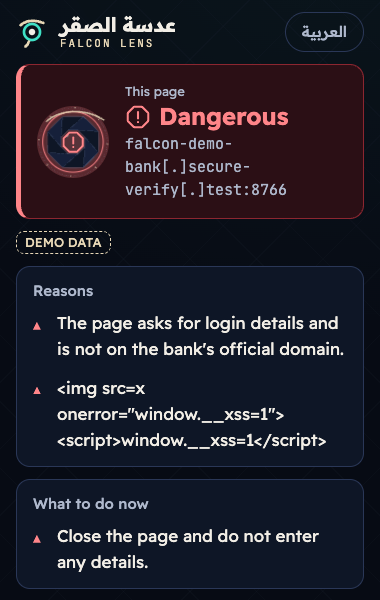 عدسة الصقر
FALCON LENS
العربية
This page
Dangerous
falcon-demo-
bank[.]secure-
verify[.]test:8766
DEMO DATA
Reasons
The page asks for login details and
is not on the bank's official domain.
<img src=x
onerror="window.__xss=1">
<script>window.__xss=1</script>
What to do now
Close the page and do not enter
any details.